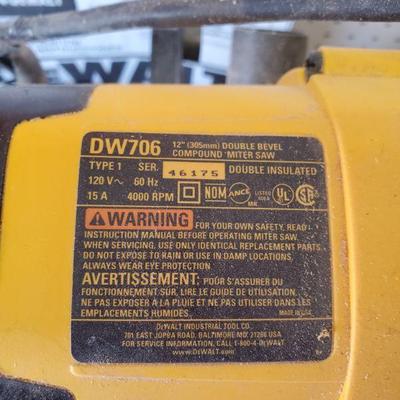 DEWALT
DW706 12" (305mm) DOUBLE BEVEL
COMPOUND MITER SAW
TYPE 1 SER. 46175 DOUBLE INSULATED
120 V~ 60 Hz
15 A 4000 RPM NOM ANCE LISTED UL
WARNING FOR YOUR OWN SAFETY, READ
INSTRUCTION MANUAL BEFORE OPERATING MITER SAW.
WHEN SERVICING, USE ONLY IDENTICAL REPLACEMENT PARTS.
DO NOT EXPOSE TO RAIN OR USE IN DAMP LOCATIONS.
ALWAYS WEAR EYE PROTECTION
AVERTISSEMENT: POUR S'ASSURER DU
FONCTIONNEMENT SÛR, LIRE LE GUIDE DE UTILISATION.
NE PAS EXPOSER A LA PLUIE ET NE PAS UTILISER DANS LES
EMPLACEMENTS HUMIDES. MADE IN U.S.A.
DEWALT INDUSTRIAL TOOL CO.
701 EAST JOPPA ROAD, BALTIMORE MD 21286 USA
FOR SERVICE INFORMATION, CALL 1-800-4-DEWALT
www.DEWALT.com